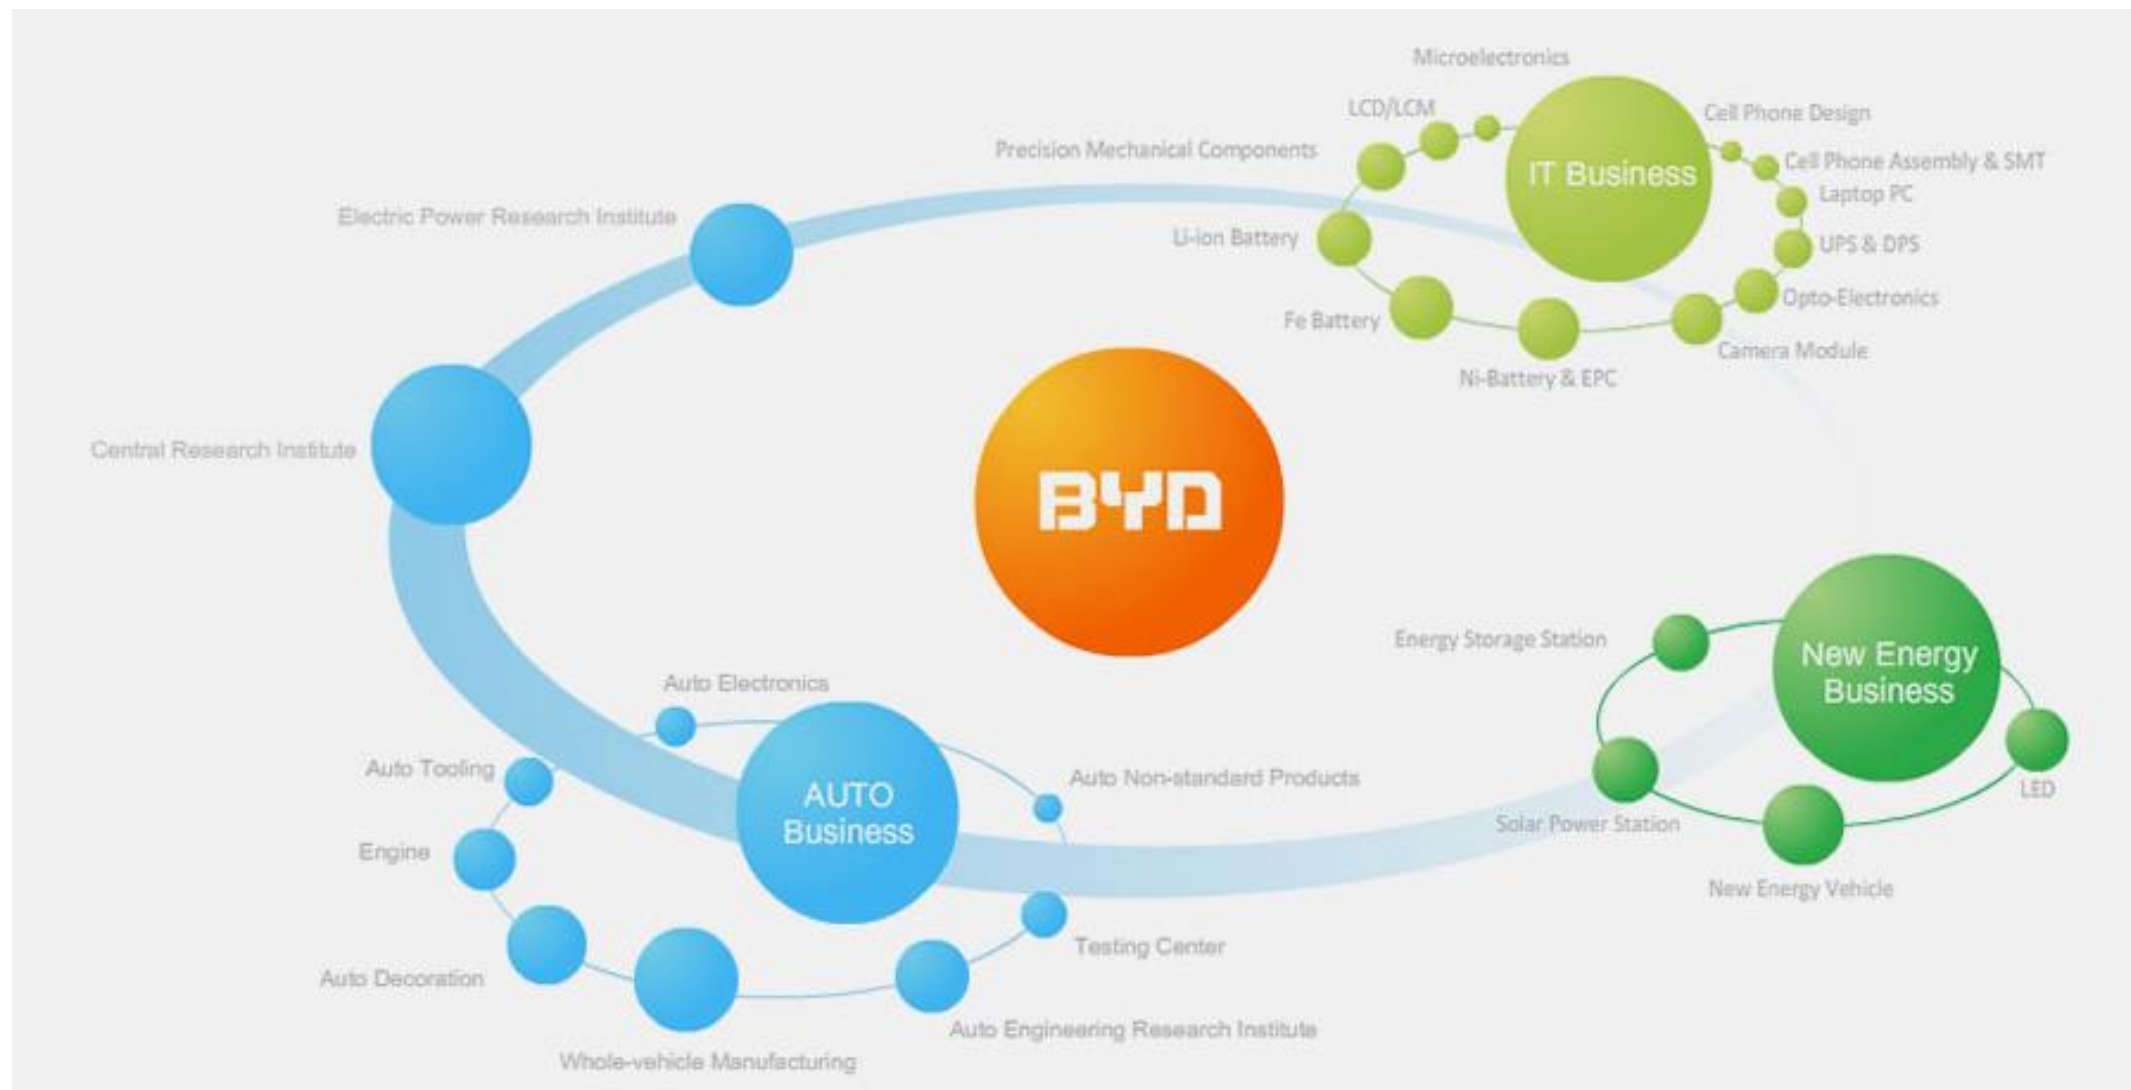 Microelectronics
LCD/LCM
Cell Phone Design
Precision Mechanical Components
IT Business
Cell Phone Assembly & SMT
Laptop PC
Electric Power Research Institute
Li-ion Battery
UPS & DPS
Opto-Electronics
Fe Battery
Camera Module
Ni-Battery & EPC
Central Research Institute
BYD
Energy Storage Station
New Energy
Business
Auto Electronics
Auto Tooling
Auto Non-standard Products
AUTO
Business
LED
Solar Power Station
Engine
New Energy Vehicle
Testing Center
Auto Decoration
Auto Engineering Research Institute
Whole-vehicle Manufacturing